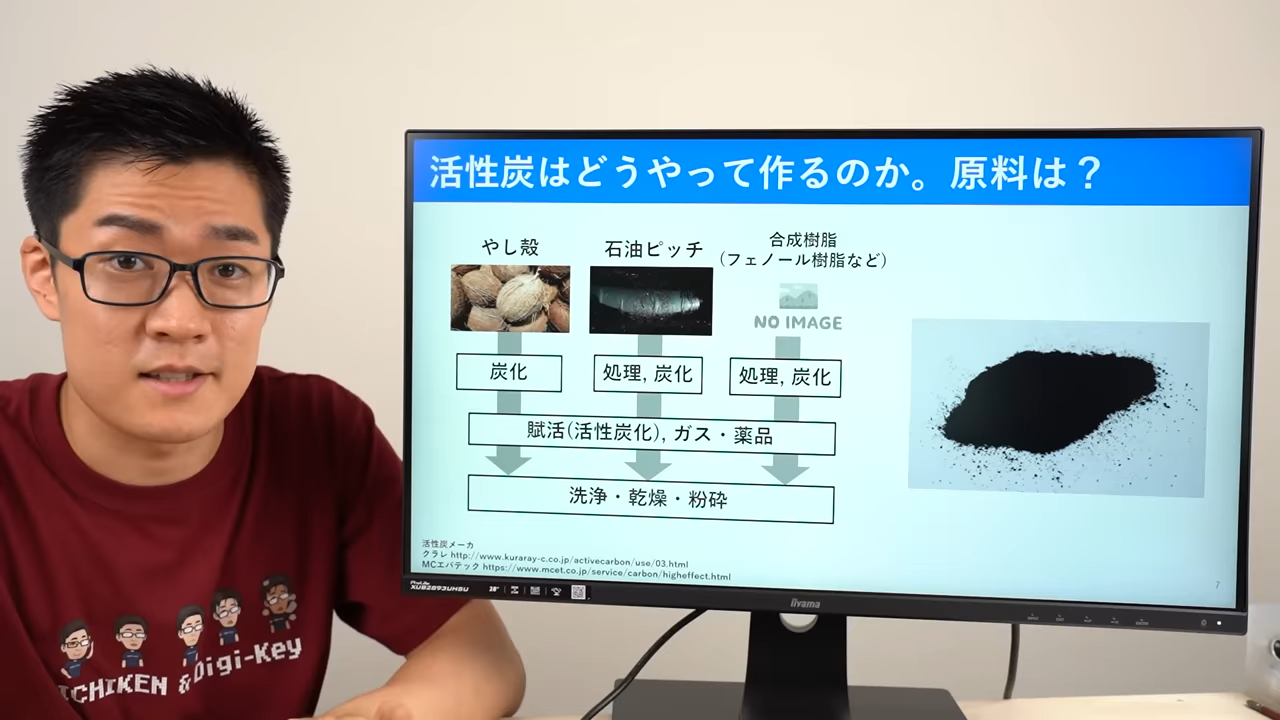 活性炭はどうやって作るのか。原料は？
やし殻
石油ピッチ
合成樹脂
（フェノール樹脂など）
NO IMAGE
炭化
処理, 炭化
処理, 炭化
賦活(活性炭化), ガス・薬品
洗浄・乾燥・粉砕
活性炭メーカ
クラレ http://www.kuraray-c.co.jp/activecarbon/use/03.html
MCエバテック https://www.mcet.co.jp/service/carbon/higheffect.html
7
ProLite
XUB2893UHSU
28"
iiyama
ICHIKEN & Digi-Key